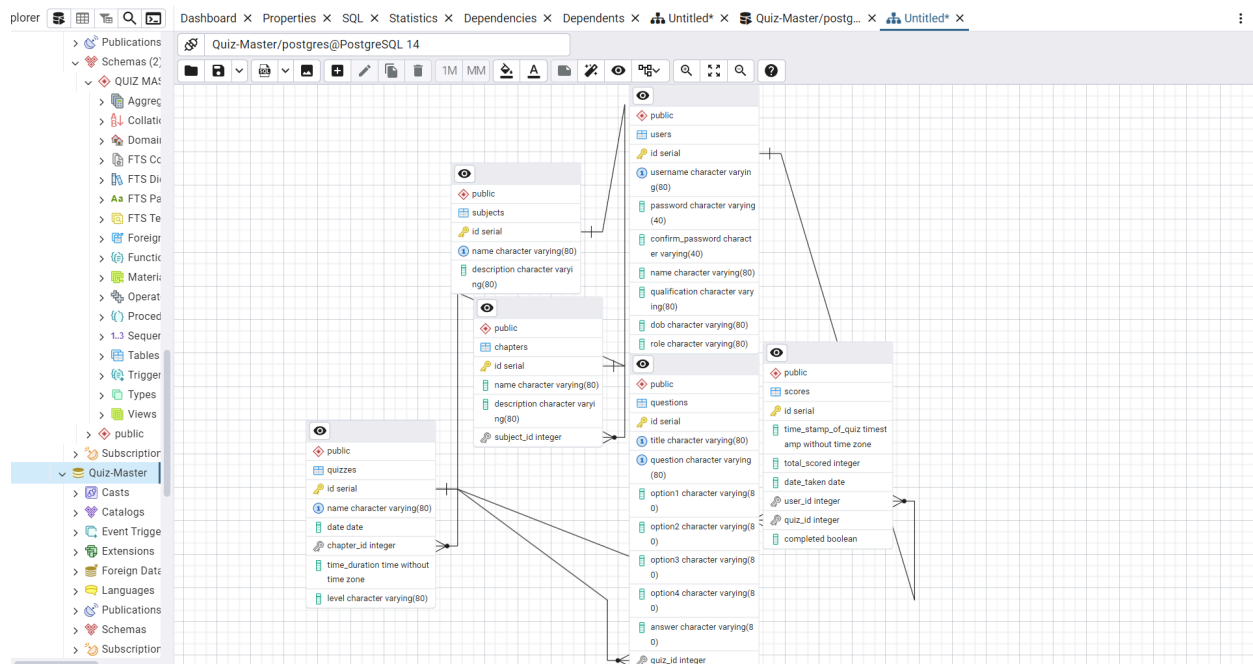 plorer
Dashboard
Properties
SQL
Statistics
Dependencies
Dependents
Untitled*
Quiz-Master/postg...
Untitled*
Quiz-Master/postgres@PostgreSQL 14
1M
MM
Publications
Schemas (2)
QUIZ MAS
Aggreg
Collatio
Domain
FTS Co
FTS Dic
Aa FTS Pa
FTS Te
Foreign
Functio
Materia
Operat
Proced
1..3 Sequen
Tables
Trigger
Types
Views
public
Subscription
Quiz-Master
Casts
Catalogs
Event Trigge
Extensions
Foreign Data
Languages
Publications
Schemas
Subscription
public
users
id serial
username character varyin
g(80)
password character varying
(40)
confirm_password charact
er varying(40)
name character varying(80)
qualification character vary
ing(80)
dob character varying(80)
role character varying(80)
public
subjects
id serial
name character varying(80)
description character varyi
ng(80)
public
chapters
id serial
name character varying(80)
description character varyi
ng(80)
subject_id integer
public
questions
id serial
title character varying(80)
question character varying
(80)
option1 character varying(8
0)
option2 character varying(8
0)
option3 character varying(8
0)
option4 character varying(8
0)
answer character varying(8
0)
quiz_id integer
public
scores
id serial
time_stamp_of_quiz timest
amp without time zone
total_scored integer
date_taken date
user_id integer
quiz_id integer
completed boolean
public
quizzes
id serial
name character varying(80)
date date
chapter_id integer
time_duration time without
time zone
level character varying(80)